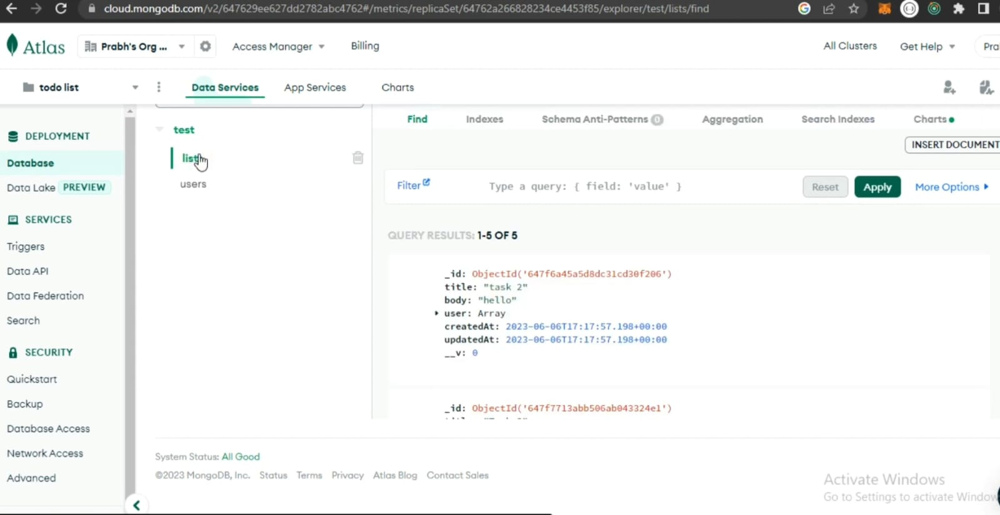 cloud.mongodb.com/v2/647629ee627dd2782abc4762#/metrics/replicaSet/64762a266828234ce4453f85/explorer/test/lists/find
Atlas
Prabh's Org ...
Access Manager
Billing
All Clusters
Get Help
Pra
todo list
Data Services
App Services
Charts
DEPLOYMENT
Database
Data Lake PREVIEW
SERVICES
Triggers
Data API
Data Federation
Search
SECURITY
Quickstart
Backup
Database Access
Network Access
Advanced
test
lists
users
Find
Indexes
Schema Anti-Patterns 0
Aggregation
Search Indexes
Charts
INSERT DOCUMENT
Filter
Type a query: { field: 'value' }
Reset
Apply
More Options
QUERY RESULTS: 1-5 OF 5
_id: ObjectId('647f6a45a5d8dc31cd30f206')
title: "task 2"
body: "hello"
user: Array
createdAt: 2023-06-06T17:17:57.198+00:00
updatedAt: 2023-06-06T17:17:57.198+00:00
__v: 0
_id: ObjectId('647f7713abb506ab043324e1')
System Status: All Good
©2023 MongoDB, Inc. Status Terms Privacy Atlas Blog Contact Sales
Activate Windows
Go to Settings to activate Window